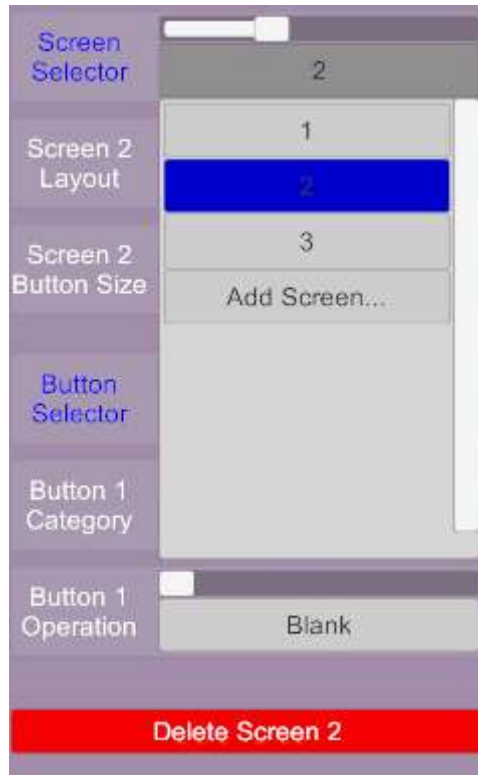 Screen
Selector
2
1
2
3
Add Screen...
Screen 2
Layout
Screen 2
Button Size
Button
Selector
Button 1
Category
Button 1
Operation
Blank
Delete Screen 2